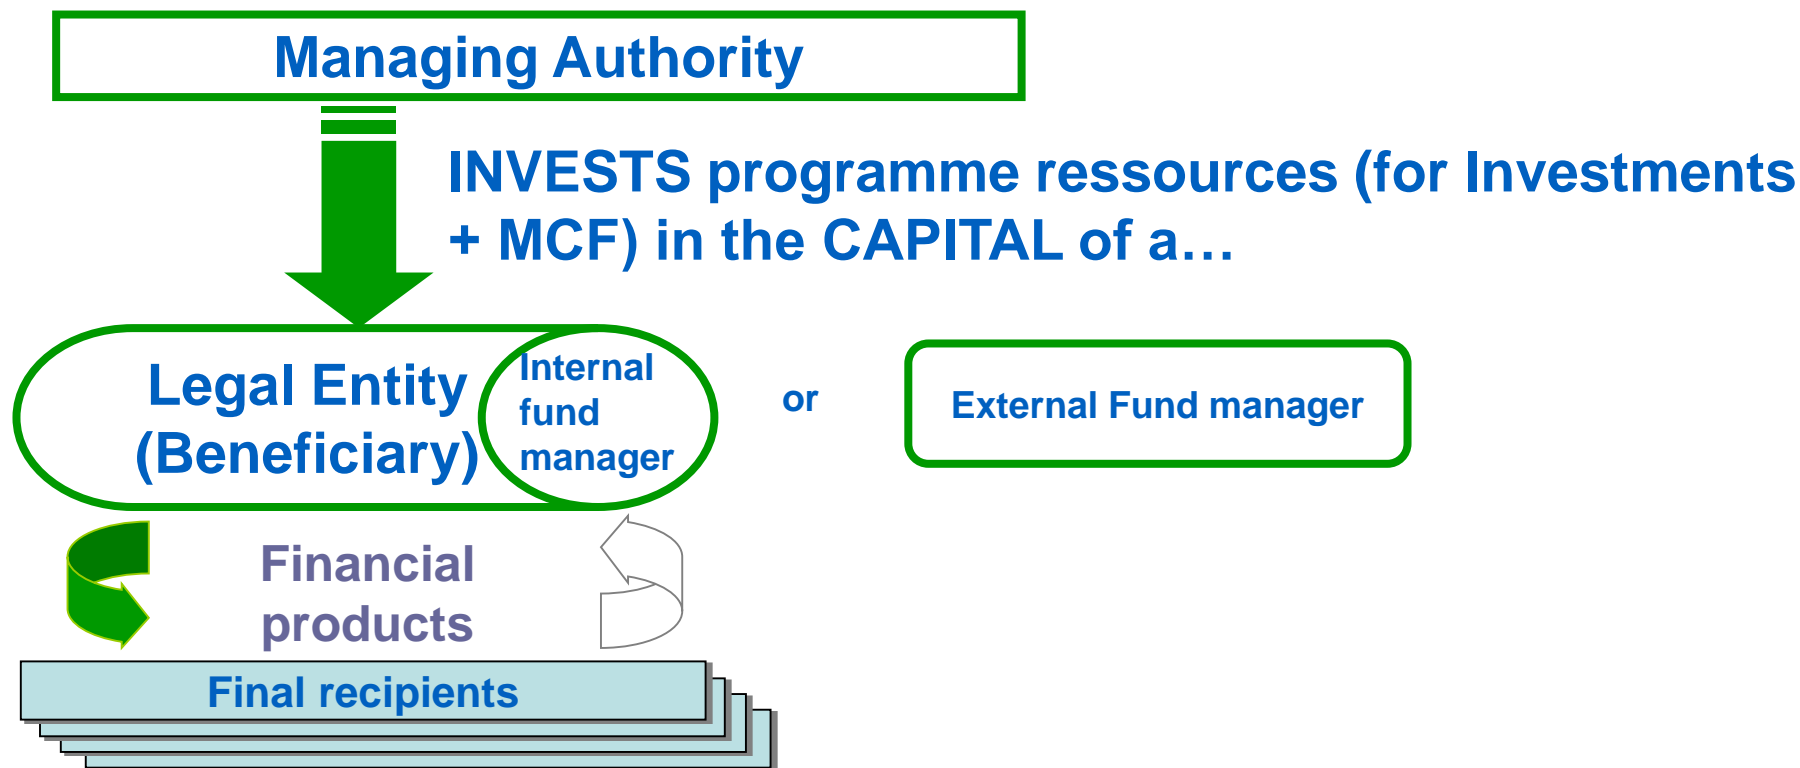 Managing Authority
INVESTS programme ressources (for Investments
+ MCF) in the CAPITAL of a…
Legal Entity
(Beneficiary)
Internal
fund
manager
or
External Fund manager
Financial
products
Final recipients